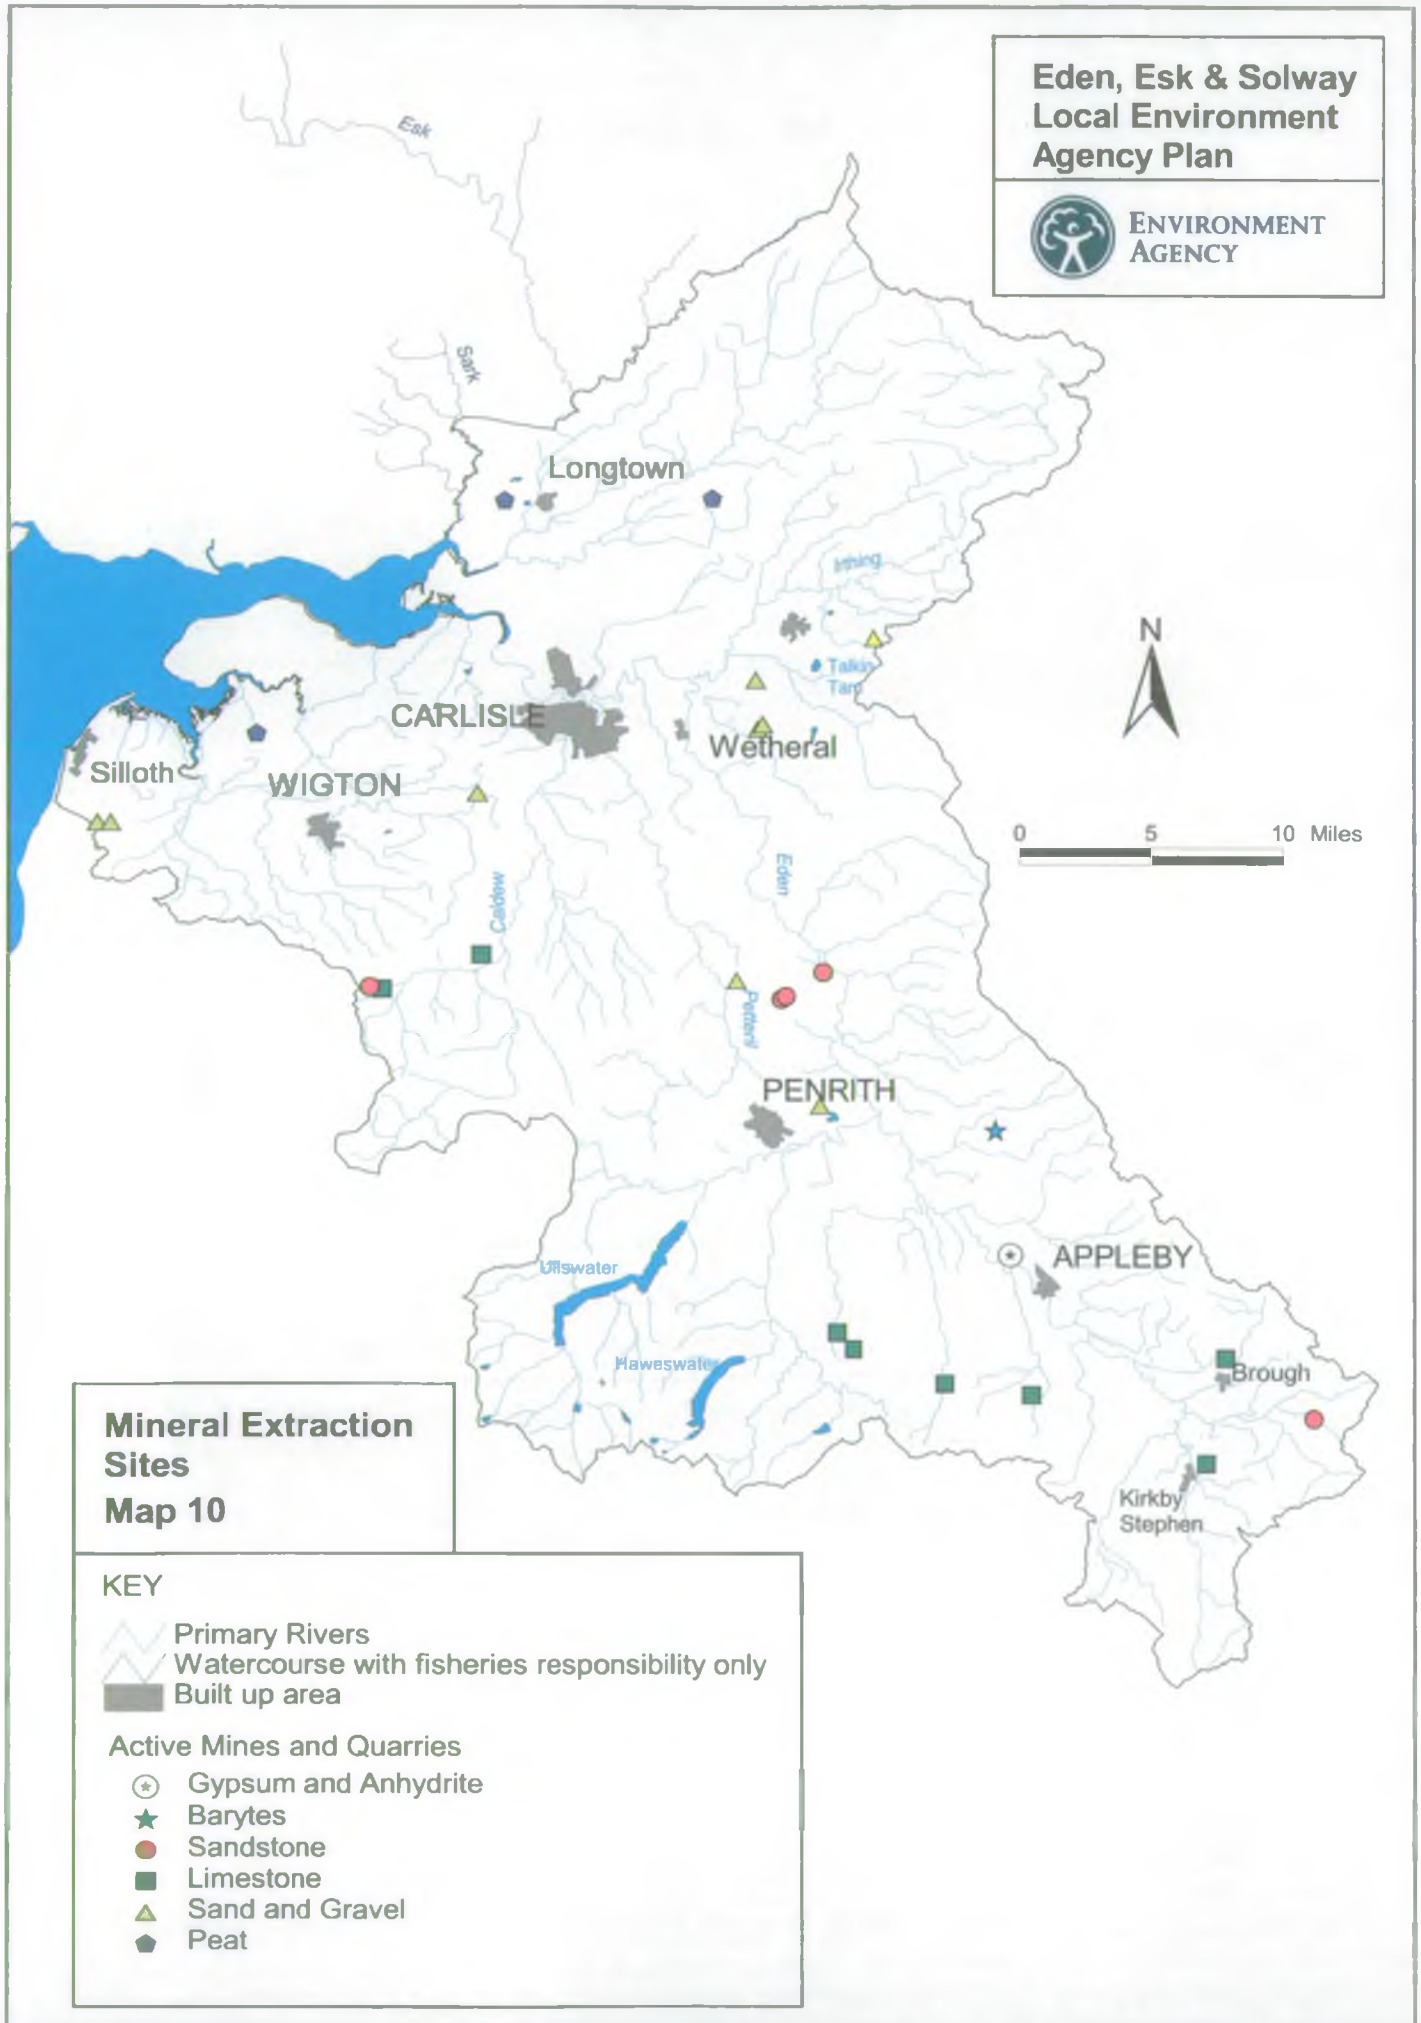 Eden, Esk & Solway
Local Environment
Agency Plan
ENVIRONMENT
AGENCY
Esk
Sark
Longtown
Irthing
Talkin
Tarn
CARLISLE
Wetheral
N
Silloth
WIGTON
0 5 10 Miles
Eden
Caldew
Petteril
PENRITH
Ullswater
APPLEBY
Haweswater
Brough
Kirkby
Stephen
Mineral Extraction
Sites
Map 10
KEY
Primary Rivers
Watercourse with fisheries responsibility only
Built up area
Active Mines and Quarries
Gypsum and Anhydrite
Barytes
Sandstone
Limestone
Sand and Gravel
Peat